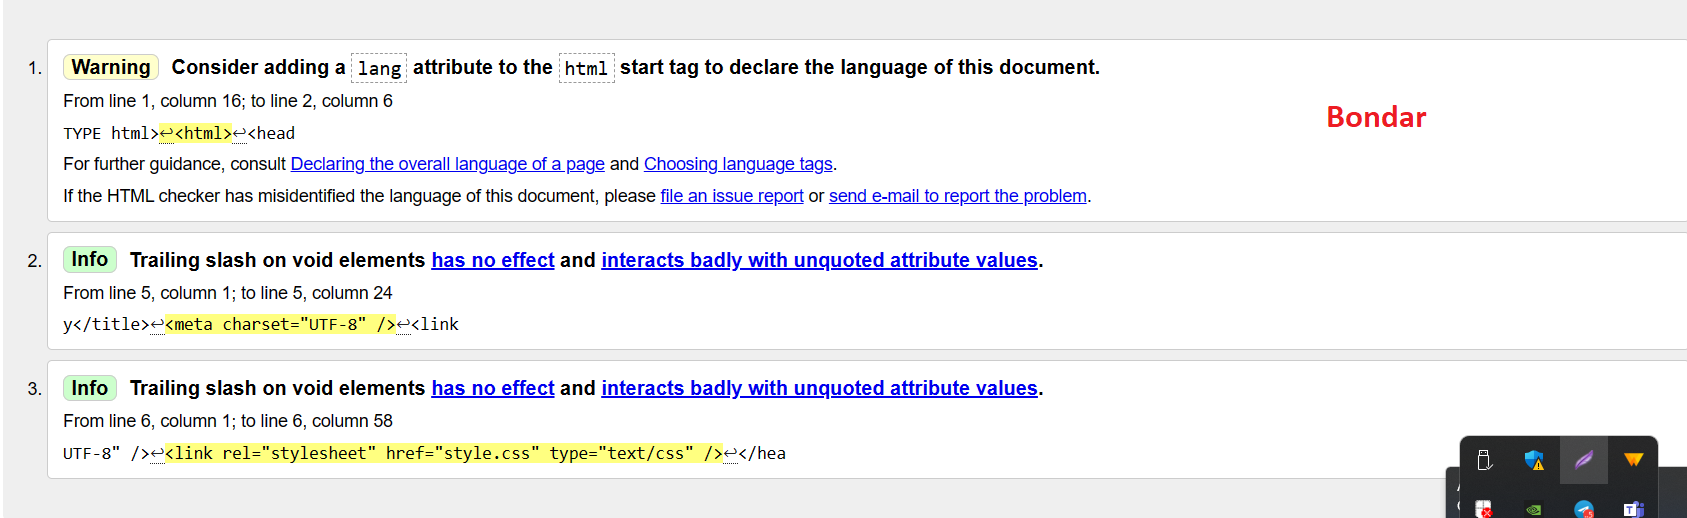 1. Warning Consider adding a lang attribute to the html start tag to declare the language of this document.
From line 1, column 16; to line 2, column 6
TYPE html>↩<html>↩<head
Bondar
For further guidance, consult Declaring the overall language of a page and Choosing language tags.
If the HTML checker has misidentified the language of this document, please file an issue report or send e-mail to report the problem.
2. Info Trailing slash on void elements has no effect and interacts badly with unquoted attribute values.
From line 5, column 1; to line 5, column 24
y</title>↩<meta charset="UTF-8" />↩<link
3. Info Trailing slash on void elements has no effect and interacts badly with unquoted attribute values.
From line 6, column 1; to line 6, column 58
UTF-8" />↩<link rel="stylesheet" href="style.css" type="text/css" />↩</hea